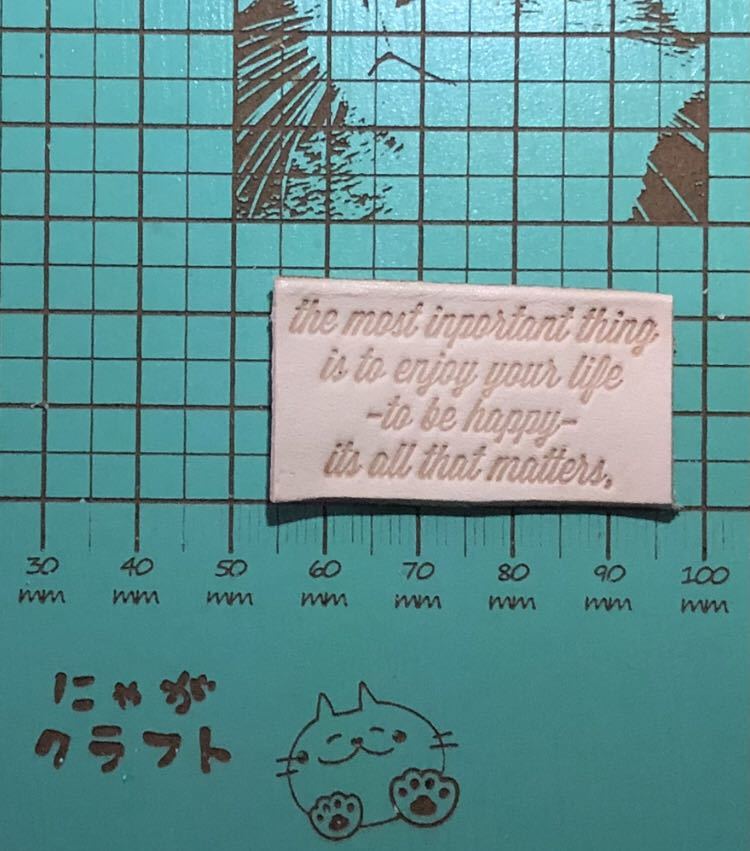 the most inportant thing
is to enjoy your life
-to be happy-
its all that matters.
30 40 50 60 70 80 90 100
mm mm mm mm mm mm mm mm
にゃが
クラフト